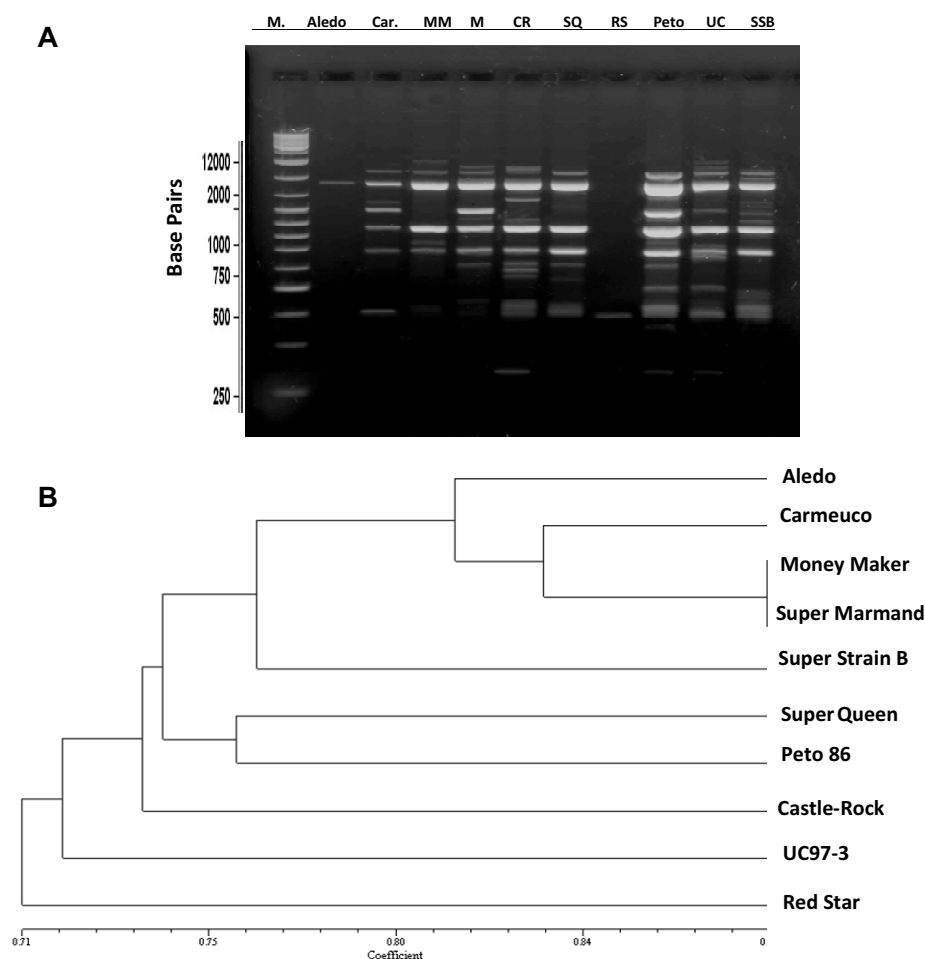 A
M. Aledo Car. MM M CR SQ RS Peto UC SSB
Base Pairs
12000
2000
1000
750
500
250
B
Aledo
Carmeuco
Money Maker
Super Marmand
Super Strain B
Super Queen
Peto 86
Castle-Rock
UC97-3
Red Star
0.71 0.75 0.80 0.84 0
Coefficient